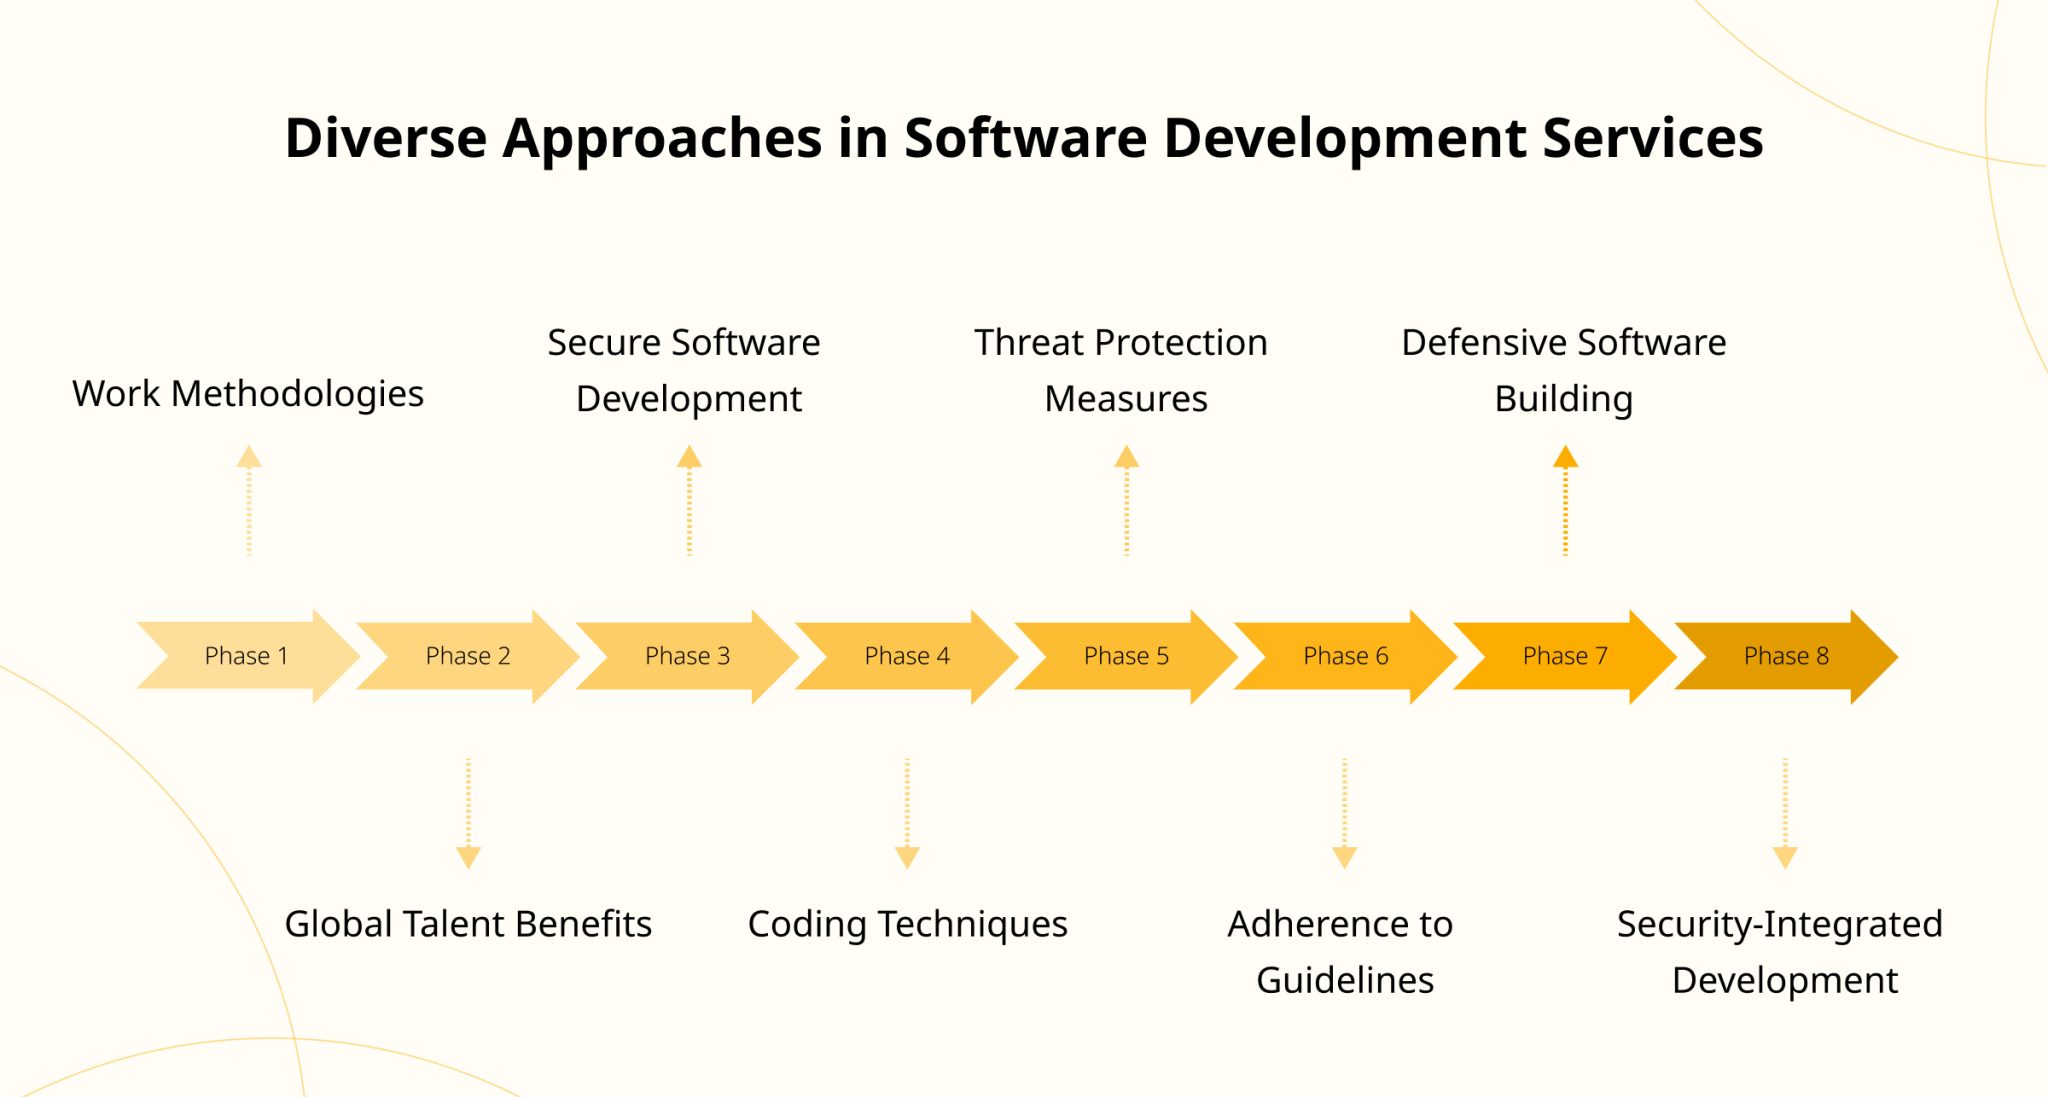 Diverse Approaches in Software Development Services
Work Methodologies
Secure Software
Development
Threat Protection
Measures
Defensive Software
Building
Phase 1
Phase 2
Phase 3
Phase 4
Phase 5
Phase 6
Phase 7
Phase 8
Global Talent Benefits
Coding Techniques
Adherence to
Guidelines
Security-Integrated
Development